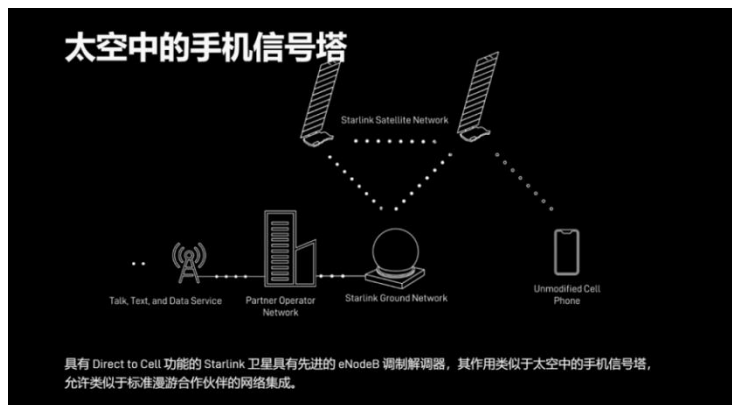 太空中的手机信号塔
Starlink Satellite Network
Talk, Text, and Data Service
Partner Operator
Network
Starlink Ground Network
Unmodified Cell
Phone
具有 Direct to Cell 功能的 Starlink 卫星具有先进的 eNodeB 调制解调器，其作用类似于太空中的手机信号塔，
允许类似于标准漫游合作伙伴的网络集成。